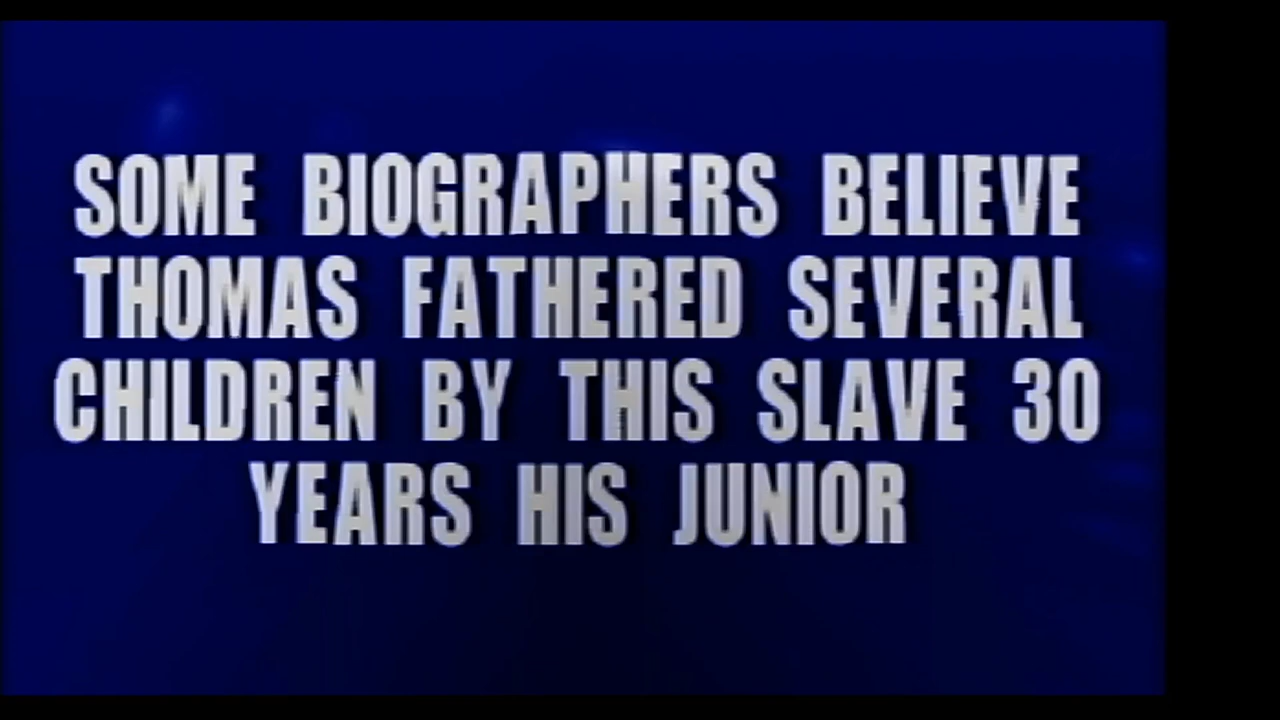 SOME BIOGRAPHERS BELIEVE
THOMAS FATHERED SEVERAL
CHILDREN BY THIS SLAVE 30
YEARS HIS JUNIOR